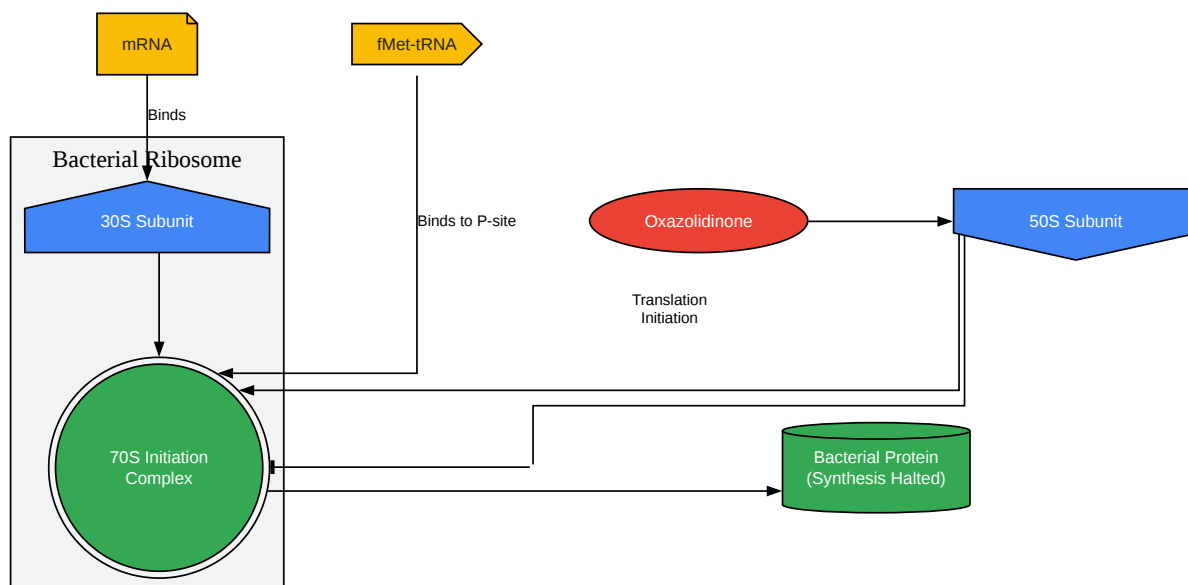 mRNA
fMet-tRNA
Binds
Bacterial Ribosome
30S Subunit
Binds to P-site
Oxazolidinone
50S Subunit
Translation
Initiation
70S Initiation
Complex
Bacterial Protein
(Synthesis Halted)